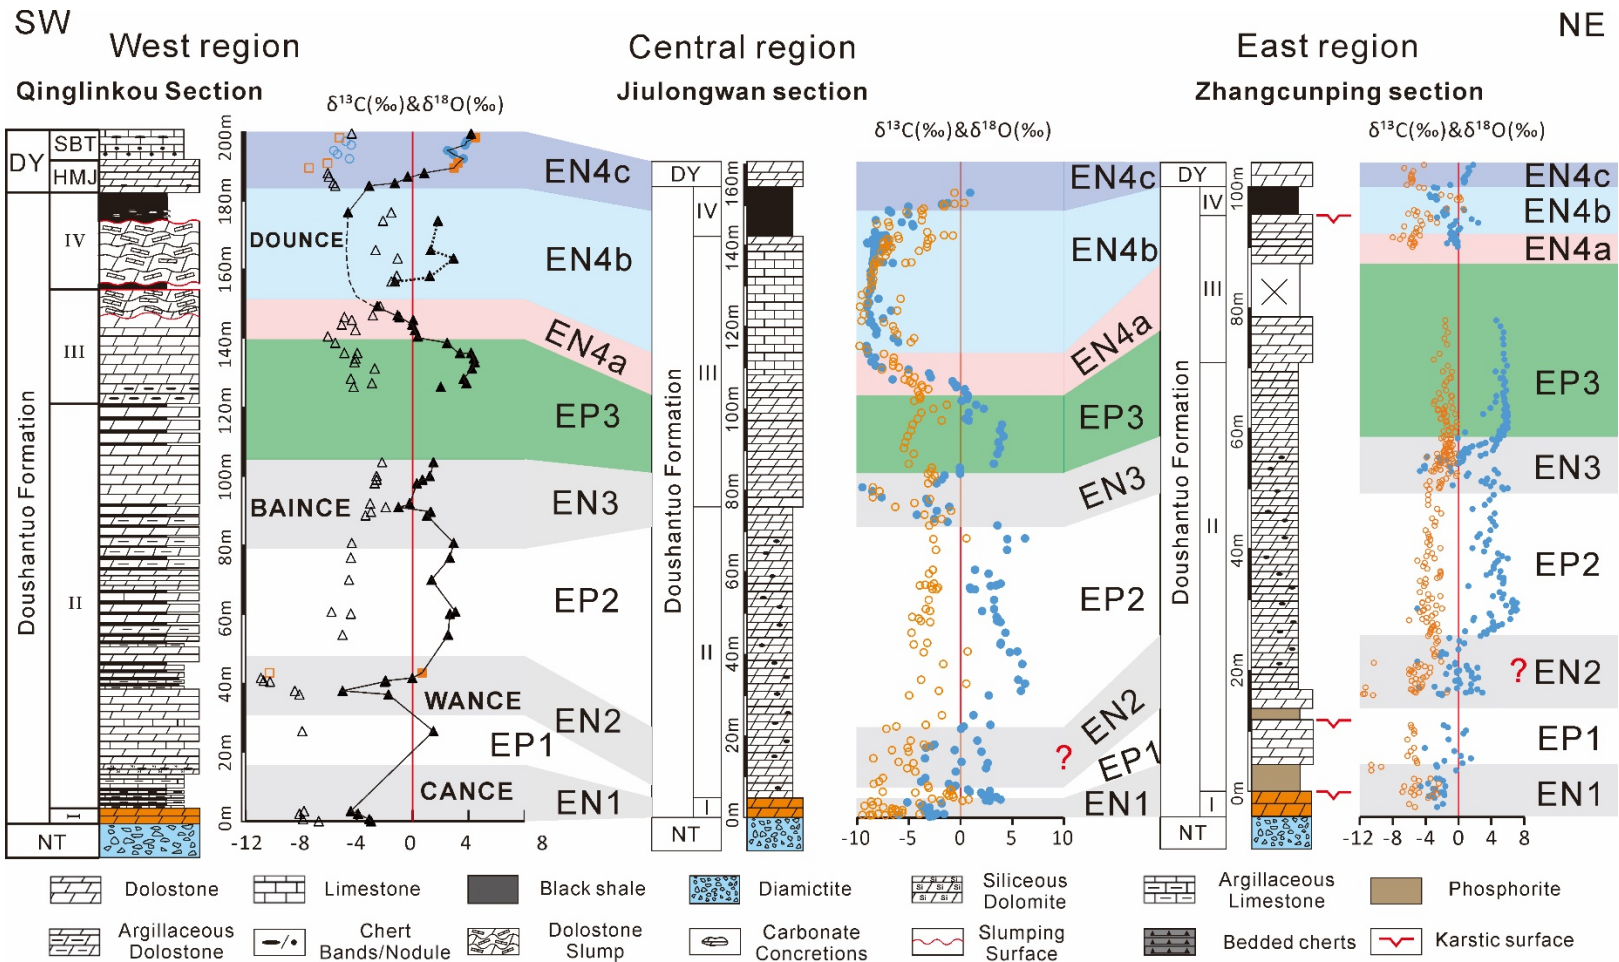 SW
NE
West region
Central region
East region
Qinglinkou Section
Jiulongwan section
Zhangcunping section
δ¹³C(‰)&δ¹⁸O(‰)
δ¹³C(‰)&δ¹⁸O(‰)
δ¹³C(‰)&δ¹⁸O(‰)
DY
SBT
HMJ
Doushantuo Formation
IV
III
II
I
NT
200m
180m
160m
140m
120m
100m
80m
60m
40m
20m
0m
DOUNCE
BAINCE
WANCE
CANCE
EN4c
EN4b
EN4a
EP3
EN3
EP2
EN2
EP1
EN1
-12
-8
-4
0
4
8
DY
Doushantuo Formation
IV
III
II
I
NT
160m
140m
120m
100m
80m
60m
40m
20m
0m
EN4c
EN4b
EN4a
EP3
EN3
EP2
EN2
?
EP1
EN1
-10
-5
0
5
10
DY
Doushantuo Formation
IV
III
II
I
NT
100m
80m
60m
40m
20m
0m
EN4c
EN4b
EN4a
EP3
EN3
EP2
? EN2
EP1
EN1
-12
-8
-4
0
4
8
Dolostone
Limestone
Black shale
Diamictite
Siliceous
Dolomite
Argillaceous
Limestone
Phosphorite
Argillaceous
Dolostone
Chert
Bands/Nodule
Dolostone
Slump
Carbonate
Concretions
Slumping
Surface
Bedded cherts
Karstic surface
Si Si Si
Si Si Si